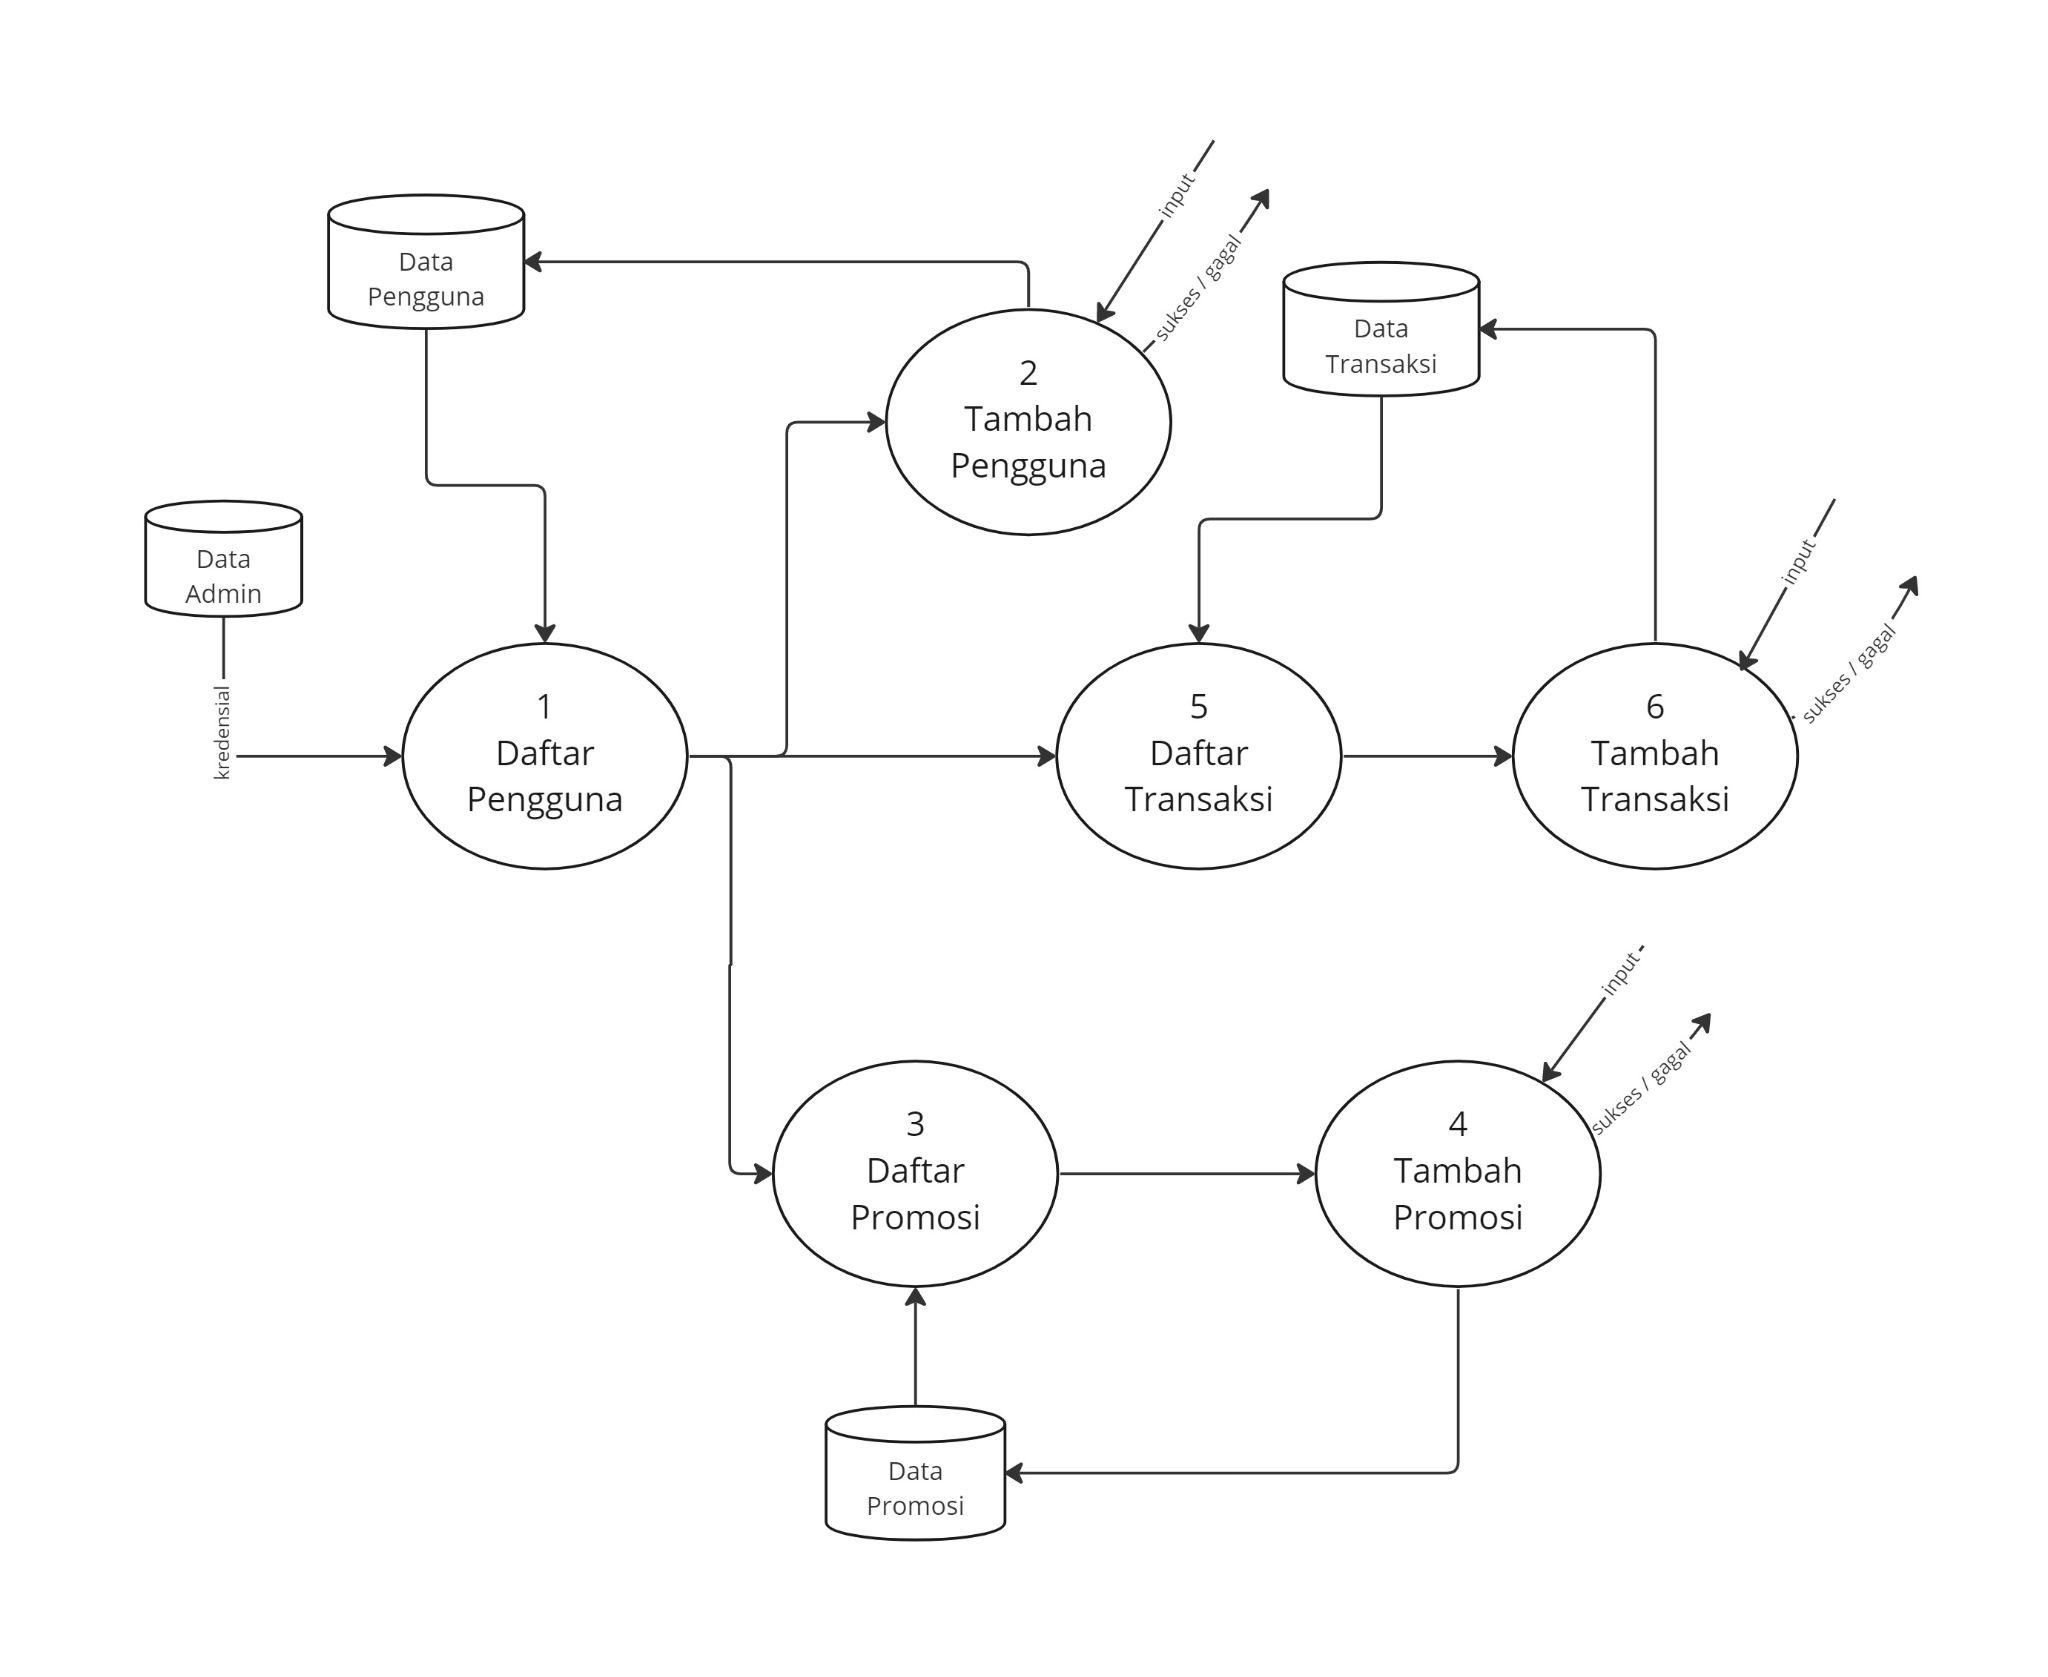 input
sukses / gagal
Data
Pengguna
Data
Transaksi
2
Tambah
Pengguna
Data
Admin
input
sukses / gagal
kredensial
1
Daftar
Pengguna
5
Daftar
Transaksi
6
Tambah
Transaksi
input
sukses / gagal
3
Daftar
Promosi
4
Tambah
Promosi
Data
Promosi